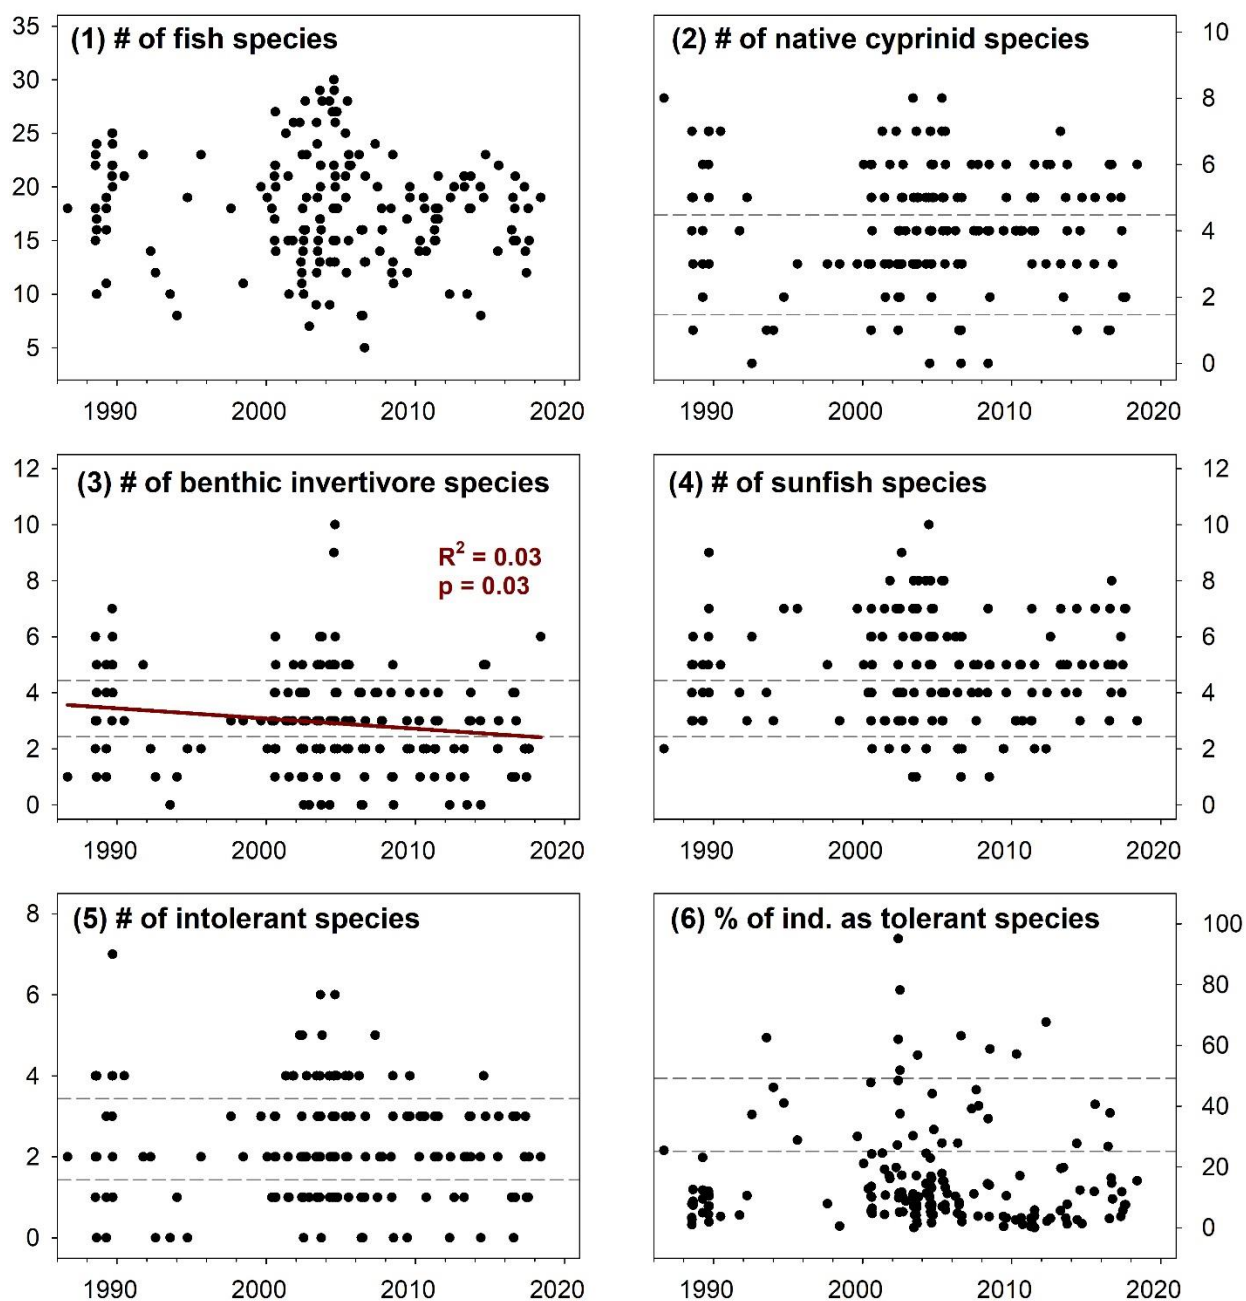 (1) # of fish species
35
30
25
20
15
10
5
1990 2000 2010 2020
(2) # of native cyprinid species
10
8
6
4
2
0
1990 2000 2010 2020
(3) # of benthic invertivore species
R² = 0.03
p = 0.03
12
10
8
6
4
2
0
1990 2000 2010 2020
(4) # of sunfish species
12
10
8
6
4
2
0
1990 2000 2010 2020
(5) # of intolerant species
8
6
4
2
0
1990 2000 2010 2020
(6) % of ind. as tolerant species
100
80
60
40
20
0
1990 2000 2010 2020